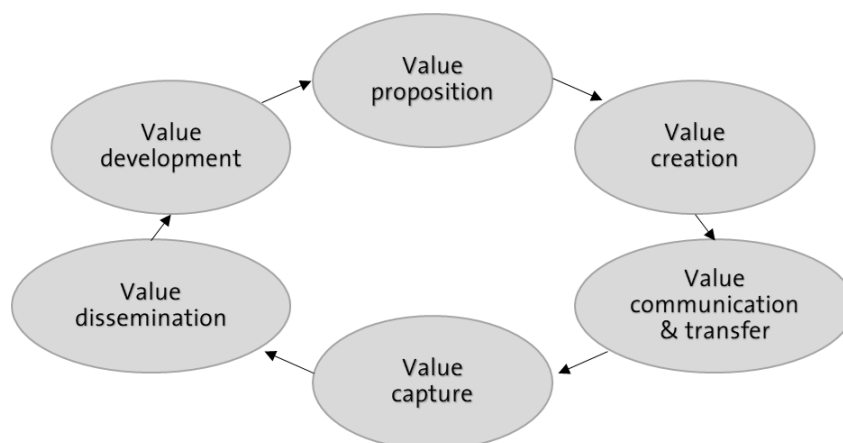 Value
proposition
Value
creation
Value
communication
& transfer
Value
capture
Value
dissemination
Value
development